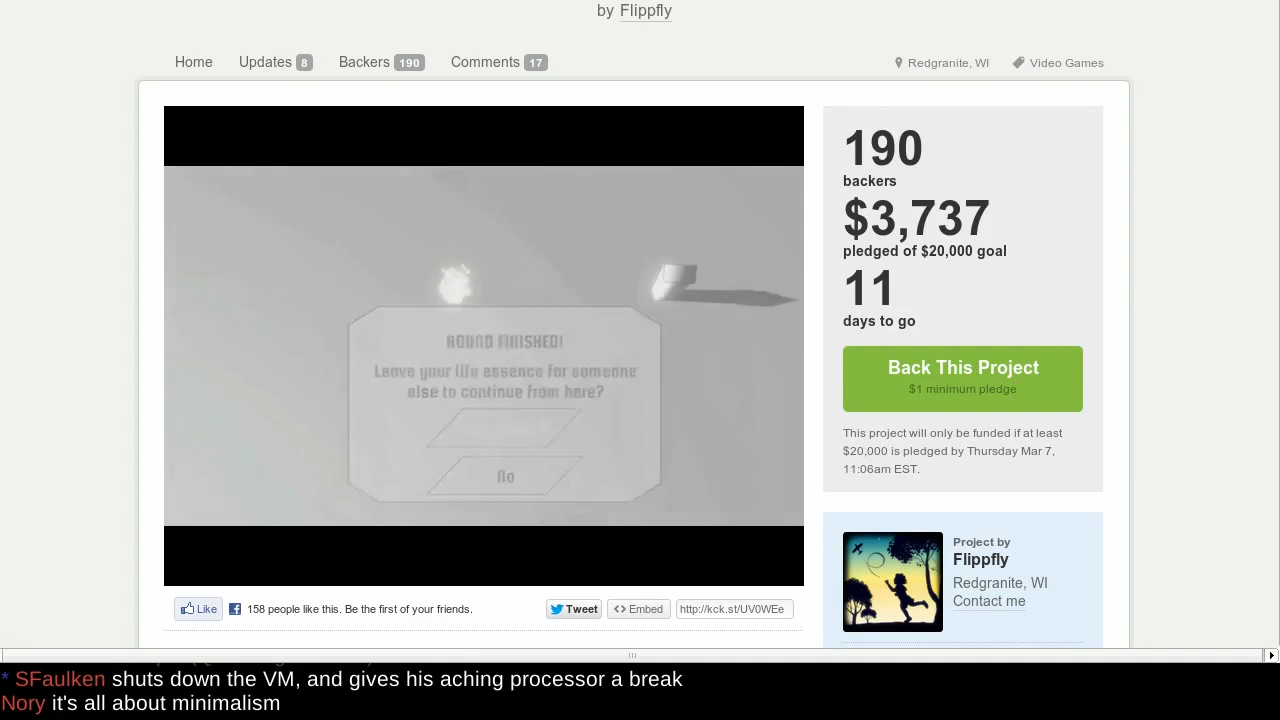 by Flippfly
Home Updates 8 Backers 190 Comments 17 Redgranite, WI Video Games
190
backers
$3,737
pledged of $20,000 goal
11
days to go
Back This Project
$1 minimum pledge
This project will only be funded if at least
$20,000 is pledged by Thursday Mar 7,
11:06am EST.
ROUND FINISHED!
Leave your life essence for someone
else to continue from here?
No
Project by
Flippfly
Redgranite, WI
Contact me
Like 158 people like this. Be the first of your friends. Tweet Embed http://kck.st/UV0WEe
* SFaulken shuts down the VM, and gives his aching processor a break
Nory it's all about minimalism